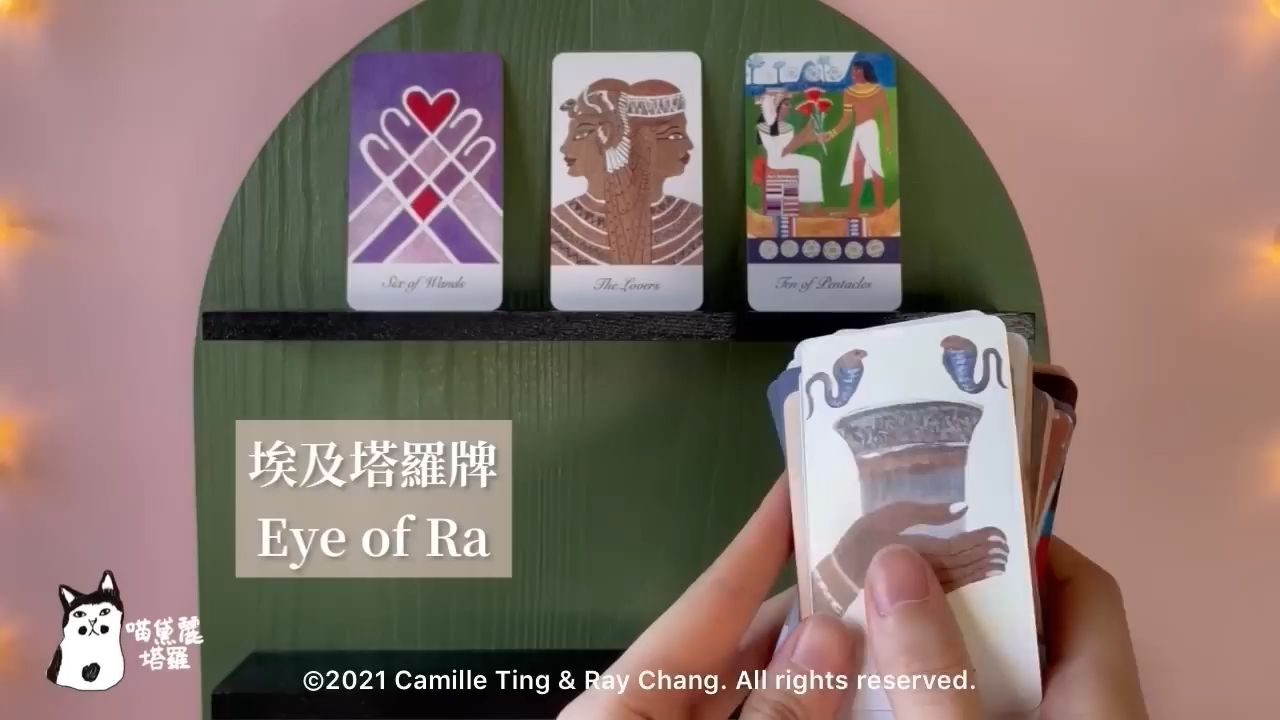 Six of Wands
The Lovers
Ten of Pentacles
埃及塔羅牌
Eye of Ra
喵黛麗
塔羅
©2021 Camille Ting & Ray Chang. All rights reserved.